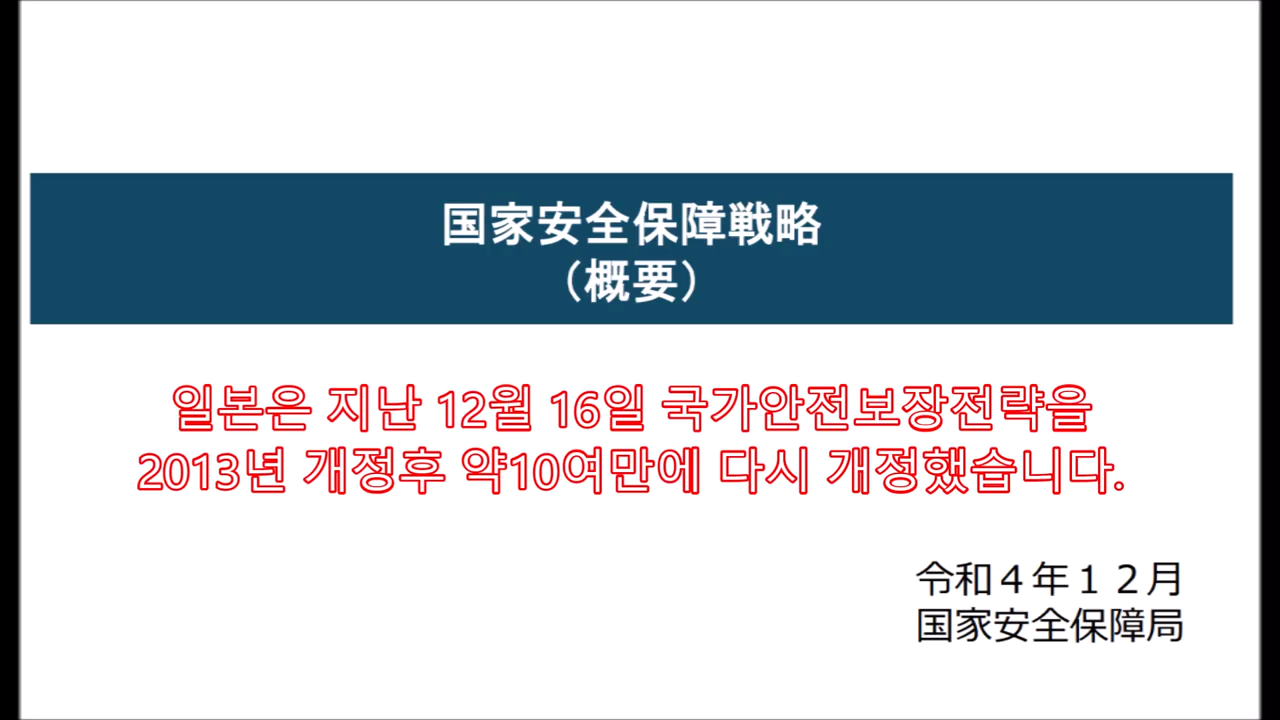 国家安全保障戦略
（概要）
일본은 지난 12월 16일 국가안전보장전략을
2013년 개정후 약10여만에 다시 개정했습니다.
令和４年１２月
国家安全保障局